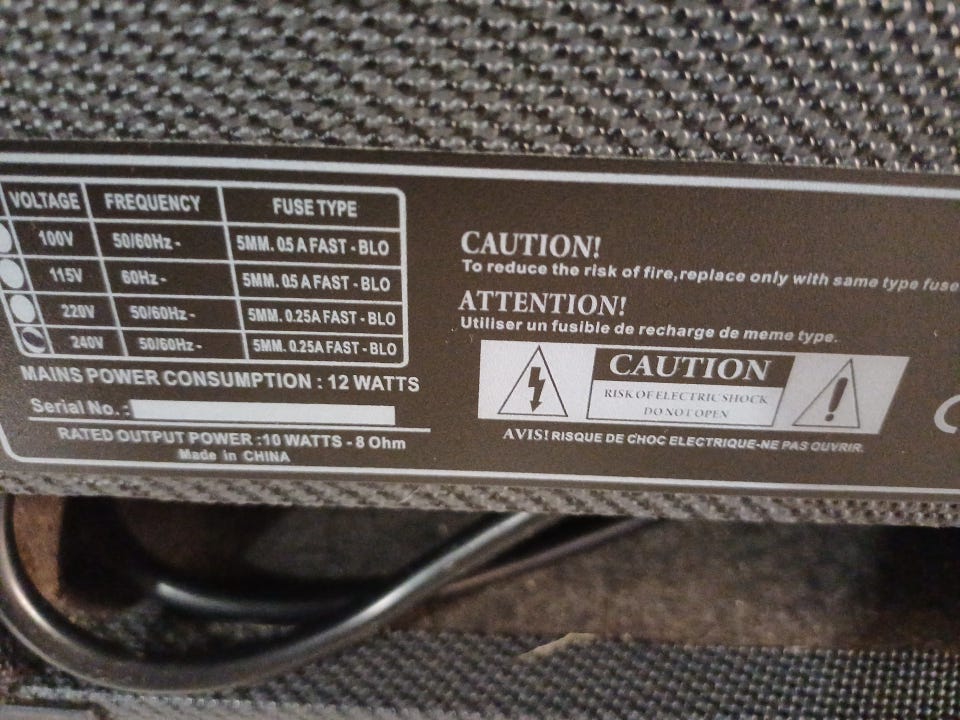 VOLTAGE FREQUENCY FUSE TYPE
100V 50/60Hz - 5MM. 0.5 A FAST - BLO
115V 60Hz - 5MM. 0.5 A FAST - BLO
220V 50/60Hz - 5MM. 0.25A FAST - BLO
240V 50/60Hz - 5MM. 0.25A FAST - BLO
MAINS POWER CONSUMPTION : 12 WATTS
Serial No. :
RATED OUTPUT POWER :10 WATTS - 8 Ohm
Made in CHINA
CAUTION!
To reduce the risk of fire,replace only with same type fuse
ATTENTION!
Utiliser un fusible de recharge de meme type.
CAUTION
RISK OF ELECTRIC SHOCK
DO NOT OPEN
AVIS! RISQUE DE CHOC ELECTRIQUE-NE PAS OUVRIR.